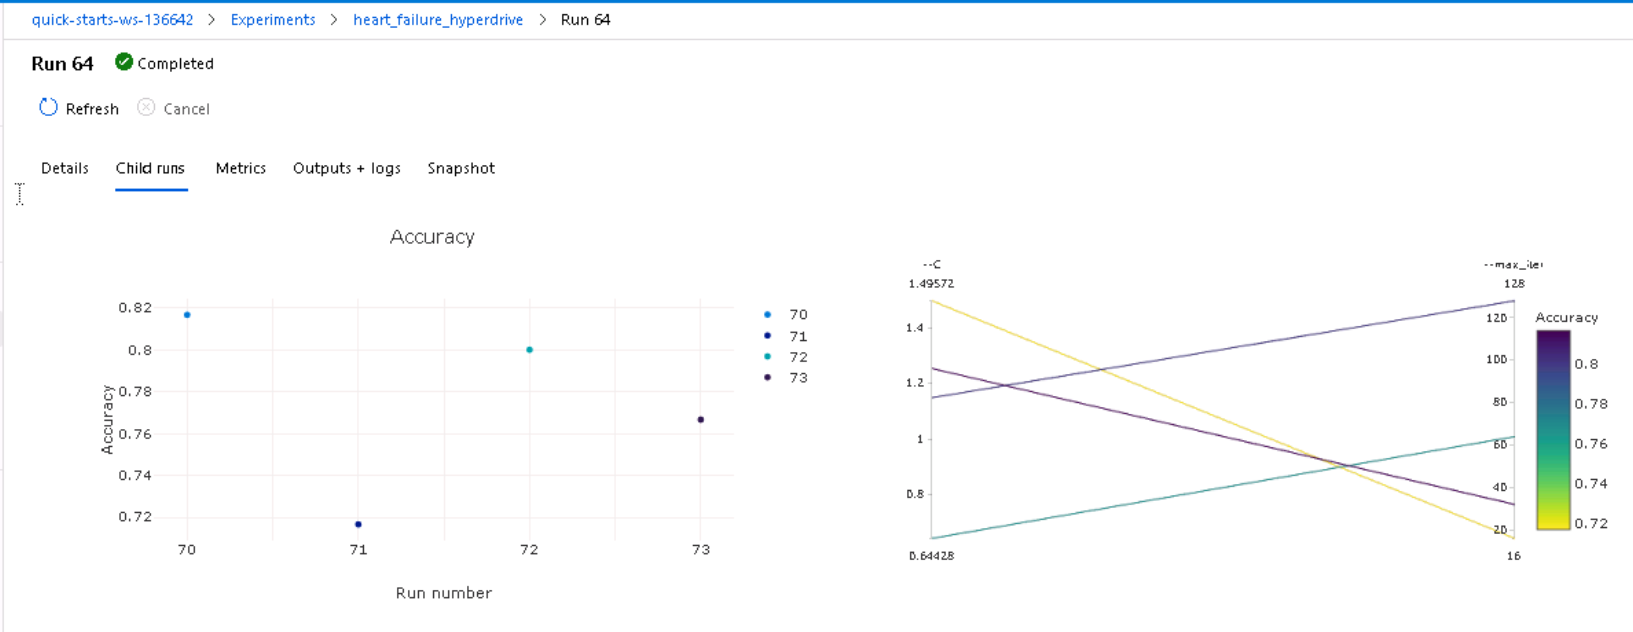 quick-starts-ws-136642 > Experiments > heart_failure_hyperdrive > Run 64
Run 64 Completed
Refresh Cancel
Details Child runs Metrics Outputs + logs Snapshot
Accuracy
0.82
0.8
0.78
0.76
0.74
0.72
Accuracy
70 71 72 73
Run number
70
71
72
73
--C
1.49572
1.4
1.2
1
0.8
0.64428
--max_iter
128
120
100
80
60
40
20
16
Accuracy
0.8
0.78
0.76
0.74
0.72